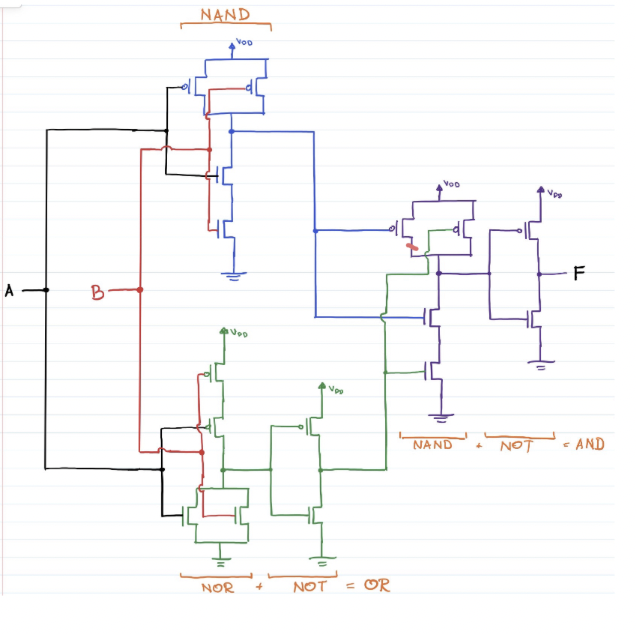 NAND
VDD
VDD
VDD
A
B
F
VDD
VDD
NAND + NOT = AND
NOR + NOT = OR